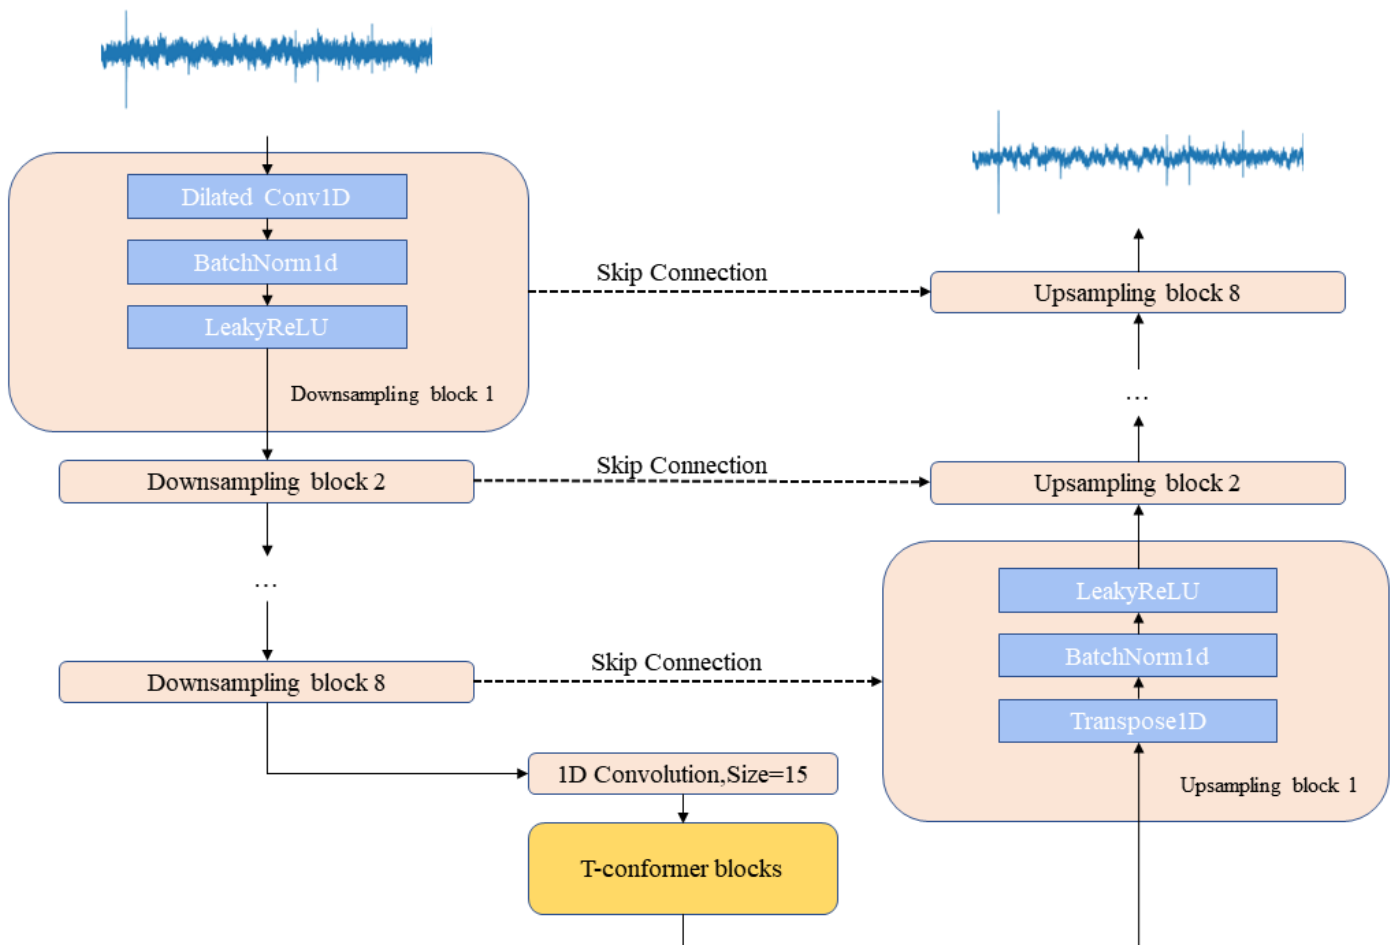 Dilated Conv1D
BatchNorm1d
LeakyReLU
Downsampling block 1
Skip Connection
Upsampling block 8
...
Downsampling block 2
Skip Connection
Upsampling block 2
...
LeakyReLU
BatchNorm1d
Transpose1D
Upsampling block 1
Downsampling block 8
Skip Connection
1D Convolution,Size=15
T-conformer blocks